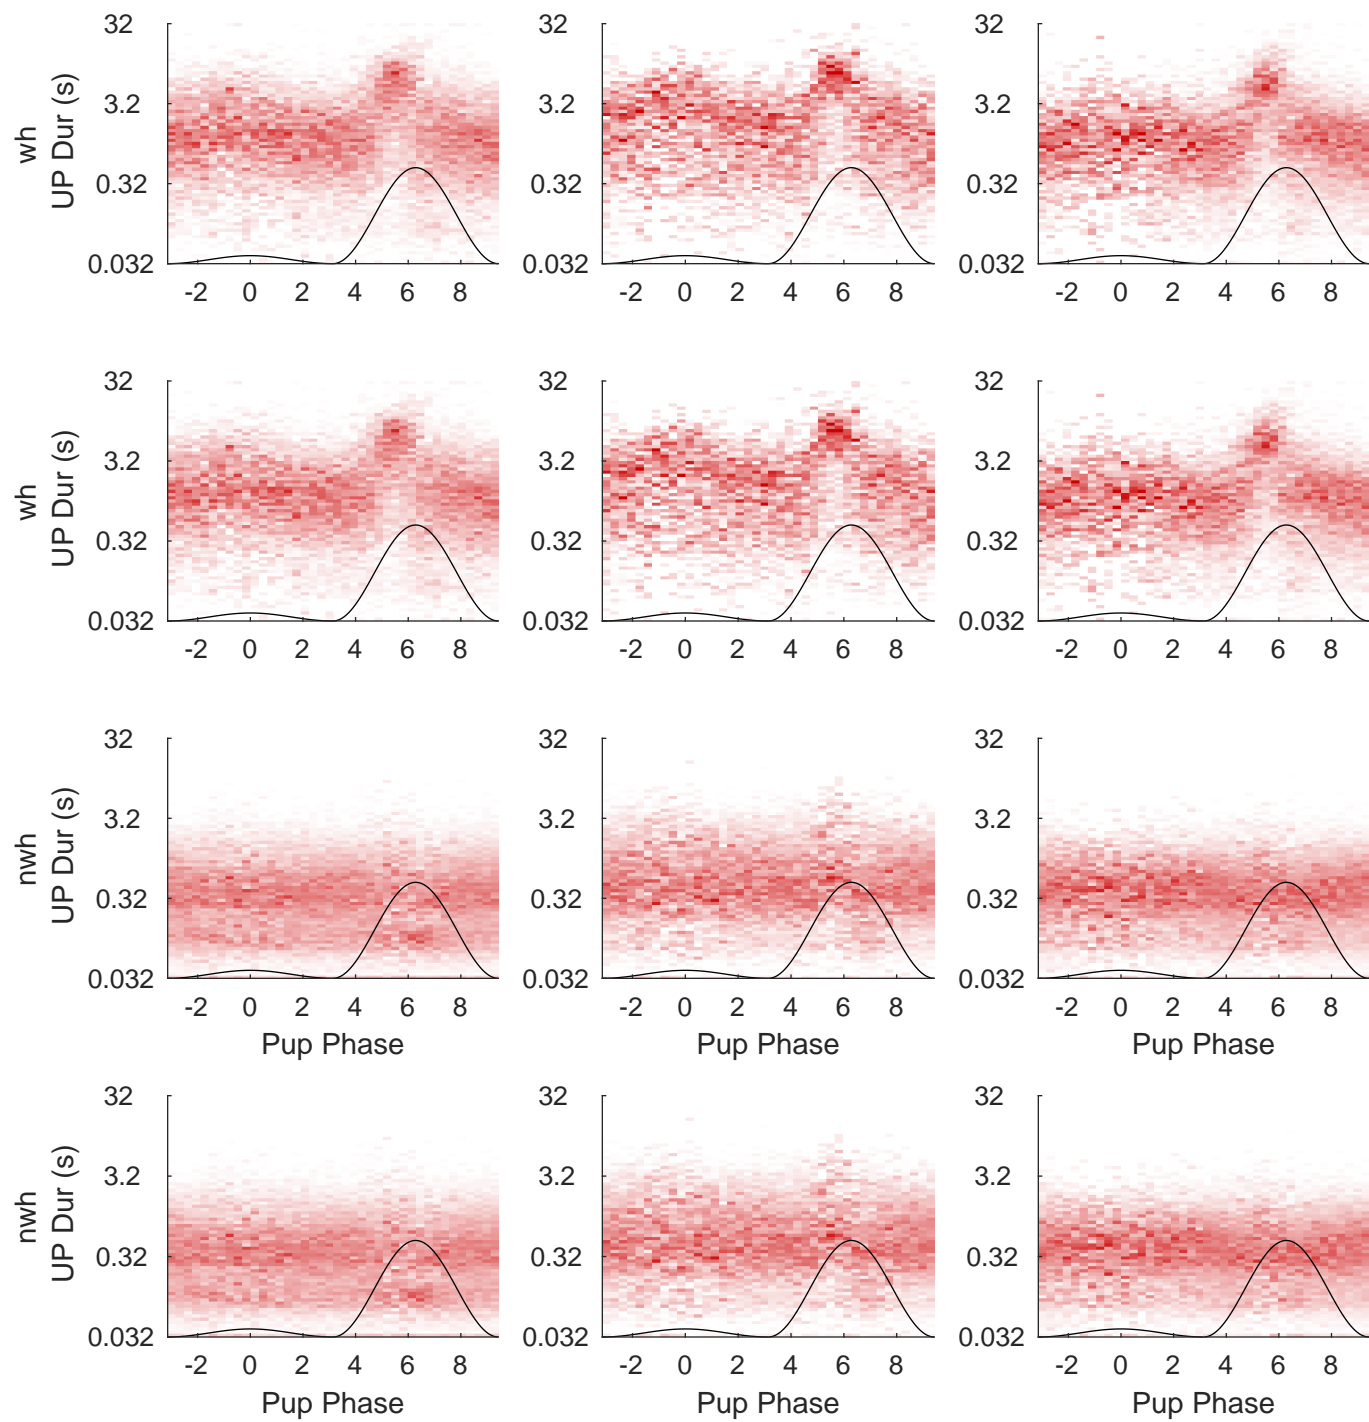 32 32 32
3.2 3.2 3.2
0.32 0.32 0.32
0.032 0.032 0.032
wh
UP Dur (s)
-2 0 2 4 6 8 -2 0 2 4 6 8 -2 0 2 4 6 8
32 32 32
3.2 3.2 3.2
0.32 0.32 0.32
0.032 0.032 0.032
wh
UP Dur (s)
-2 0 2 4 6 8 -2 0 2 4 6 8 -2 0 2 4 6 8
32 32 32
3.2 3.2 3.2
0.32 0.32 0.32
0.032 0.032 0.032
nwh
UP Dur (s)
-2 0 2 4 6 8 -2 0 2 4 6 8 -2 0 2 4 6 8
Pup Phase Pup Phase Pup Phase
32 32 32
3.2 3.2 3.2
0.32 0.32 0.32
0.032 0.032 0.032
nwh
UP Dur (s)
-2 0 2 4 6 8 -2 0 2 4 6 8 -2 0 2 4 6 8
Pup Phase Pup Phase Pup Phase